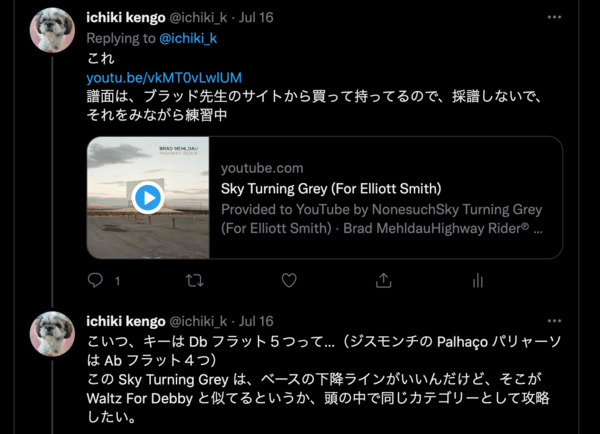 ichiki kengo @ichiki_k · Jul 16
Replying to @ichiki_k
これ
youtu.be/vkMT0vLwlUM
譜面は、ブラッド先生のサイトから買って持ってるので、採譜しないで、
それをみながら練習中
BRAD MEHLDAU
HIGHWAY RIDER
youtube.com
Sky Turning Grey (For Elliott Smith)
Provided to YouTube by NonesuchSky Turning Grey
(For Elliott Smith) · Brad MehldauHighway Rider® ...
1
ichiki kengo @ichiki_k · Jul 16
こいつ、キーは Db フラット５つって...（ジスモンチの Palhaço パリャーソ
は Ab フラット４つ）
この Sky Turning Grey は、ベースの下降ラインがいいんだけど、そこが
Waltz For Debby と似てるというか、頭の中で同じカテゴリーとして攻略
したい。